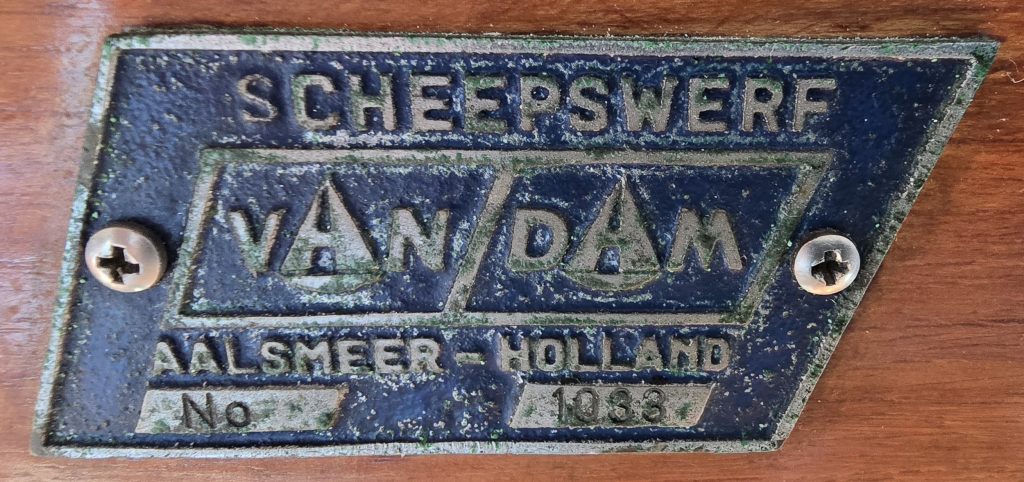 SCHEEPSWERF
VAN/DAM
AALSMEER - HOLLAND
No 1033